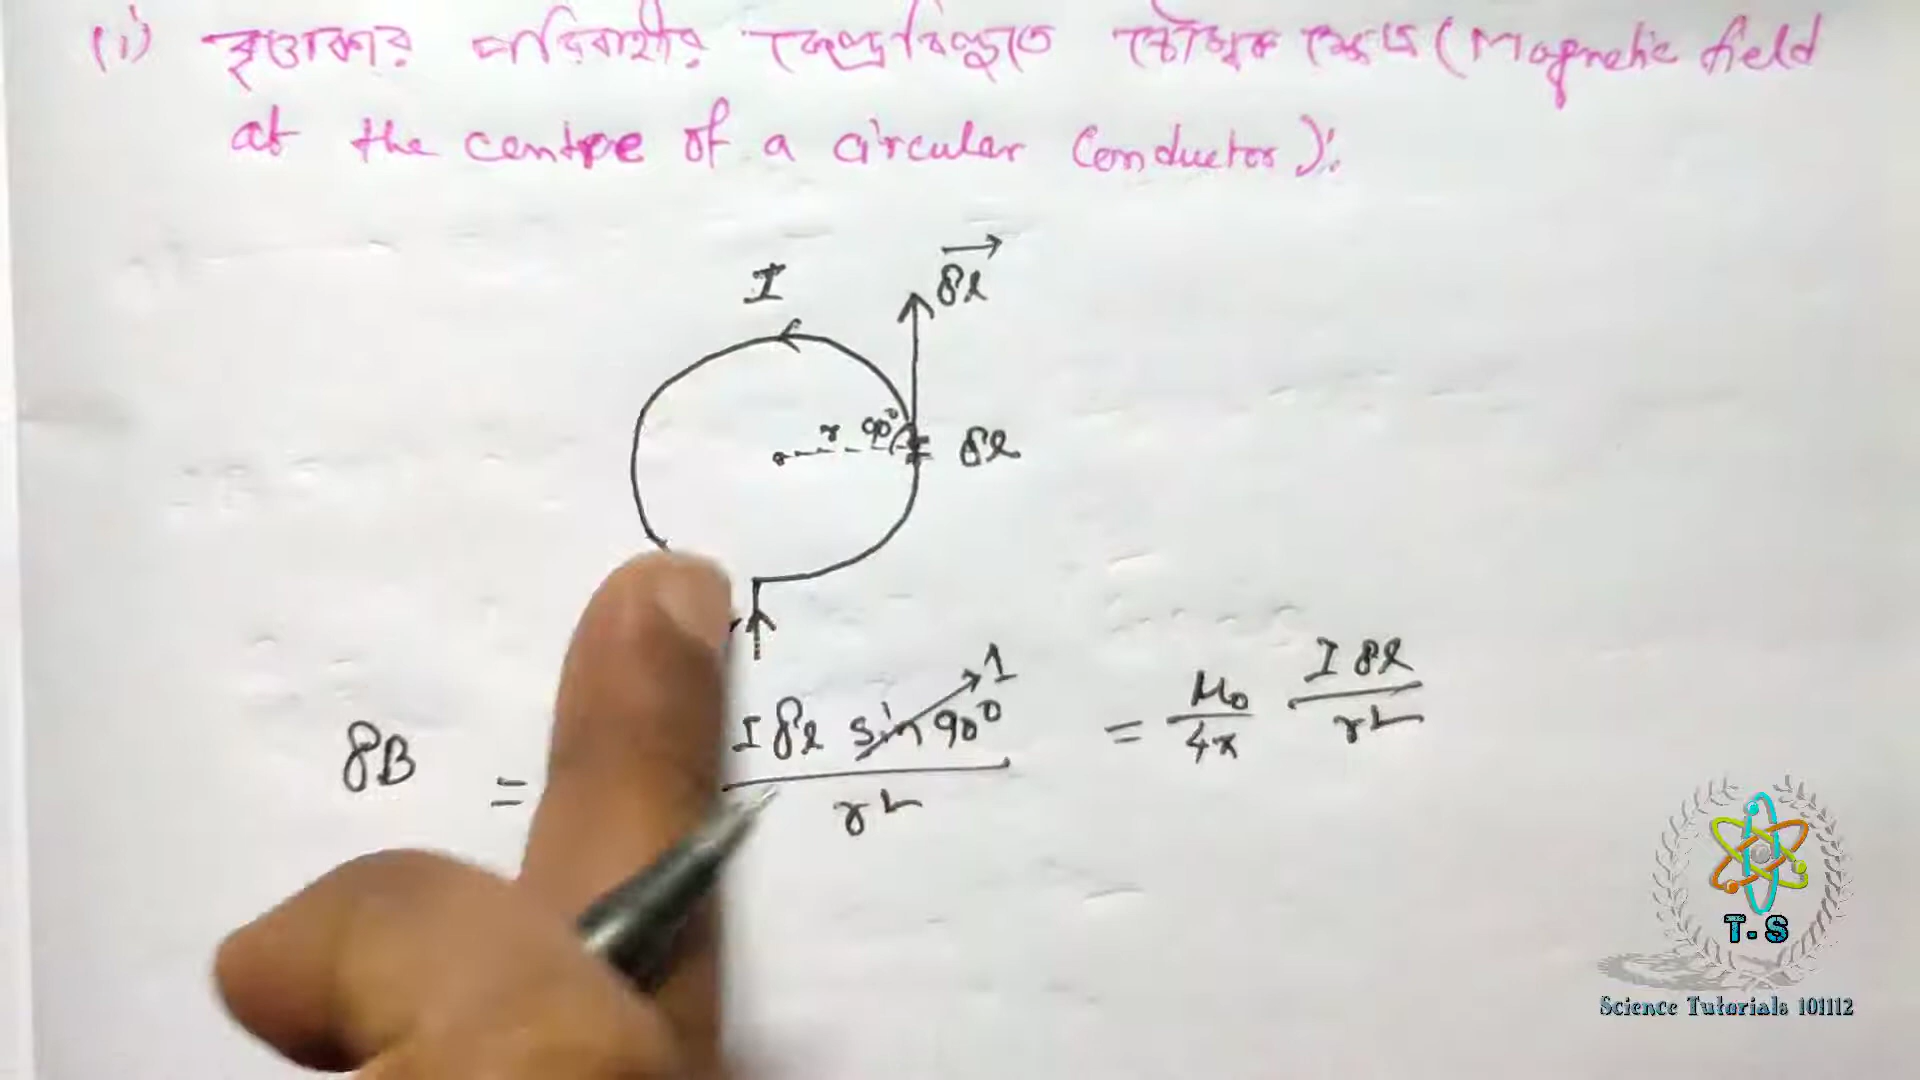 (i) বৃত্তাকার পরিবাহীর কেন্দ্রবিন্দুতে চৌম্বক ক্ষেত্র (Magnetic field
at the centre of a circular Conductor):
I
δl
r 90° δl
δB = I δl sin 90° 1 / r² = μ₀/4π I δl / r²
T.S
Science Tutorials 101112